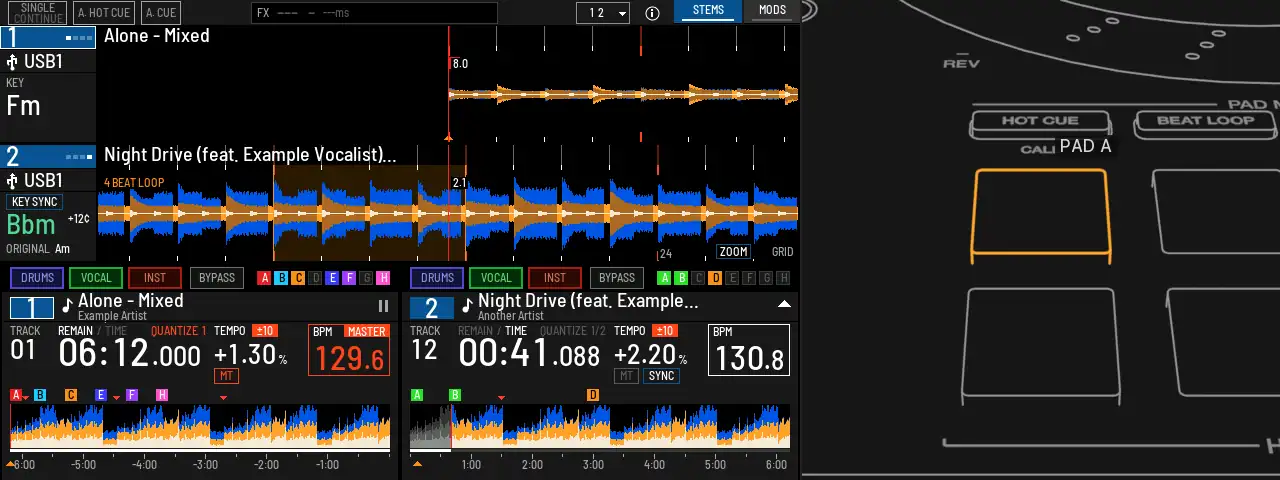 SINGLE
CONTINUE
A. HOT CUE
A. CUE
FX --- - ---ms
1 2
STEMS
MODS
1
USB1
KEY
Fm
Alone - Mixed
8.0
2
USB1
KEY SYNC
Bbm +12¢
ORIGINAL Am
Night Drive (feat. Example Vocalist)...
4 BEAT LOOP
2.1
24
ZOOM
GRID
DRUMS VOCAL INST BYPASS A B C D E F G H
DRUMS VOCAL INST BYPASS A B C D E F G H
1
Alone - Mixed
Example Artist
TRACK
01
REMAIN / TIME QUANTIZE 1
06:12.000
TEMPO ±10
+1.30%
MT
BPM MASTER
129.6
A B C E F H
-6:00 -5:00 -4:00 -3:00 -2:00 -1:00
2
Night Drive (feat. Example...
Another Artist
TRACK
12
REMAIN / TIME QUANTIZE 1/2
00:41.088
TEMPO ±10
+2.20%
MT SYNC
BPM
130.8
A B D
1:00 2:00 3:00 4:00 5:00 6:00
REV
PAD
HOT CUE
BEAT LOOP
PAD A